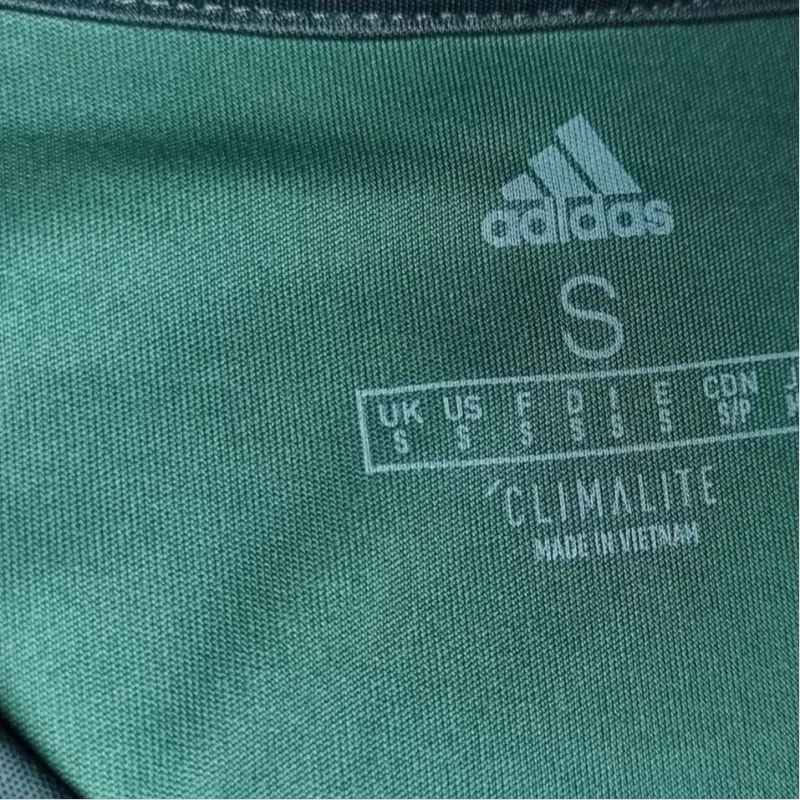 adidas
S
UK US F D I E CDN J
S S S S S S S/P
CLIMALITE
MADE IN VIETNAM